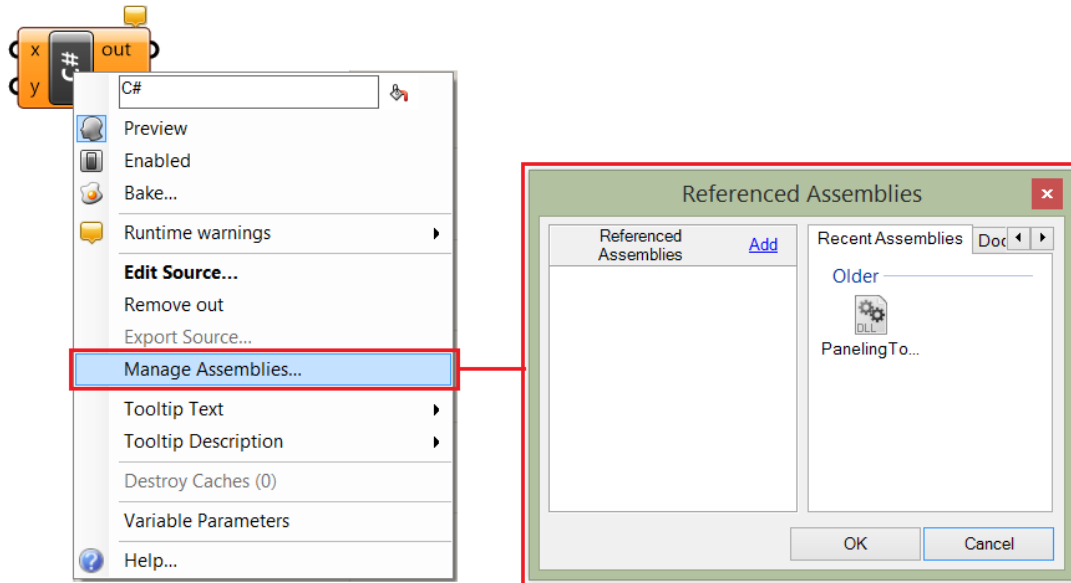 x
out
y
C#
C#
Preview
Enabled
Bake...
Runtime warnings
Edit Source...
Remove out
Export Source...
Manage Assemblies...
Tooltip Text
Tooltip Description
Destroy Caches (0)
Variable Parameters
Help...
Referenced Assemblies
Referenced
Assemblies
Add
Recent Assemblies
Doc
Older
DLL
PanelingTo...
OK
Cancel